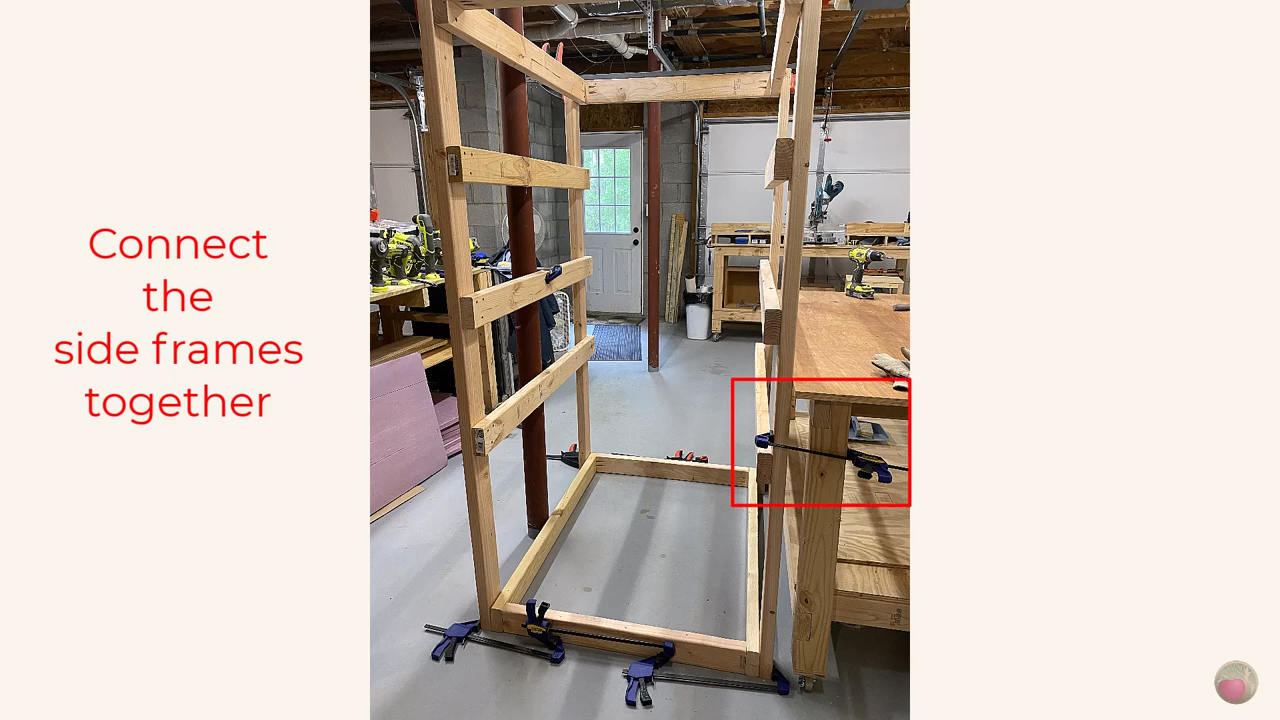 Connect
the
side frames
together